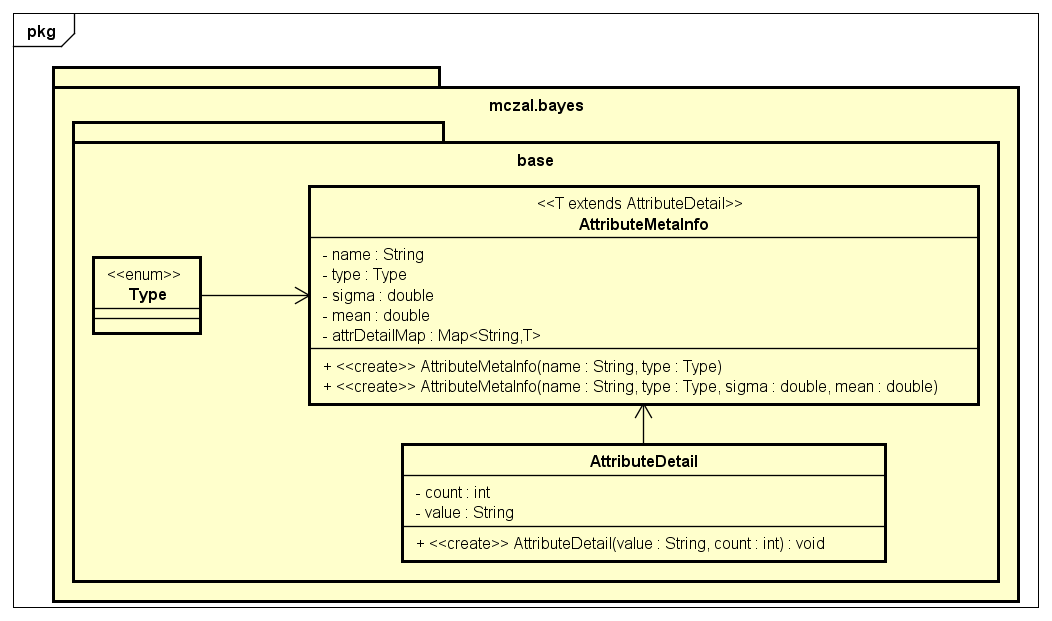 pkg
mczal.bayes
base
<<T extends AttributeDetail>>
AttributeMetaInfo
- name : String
- type : Type
- sigma : double
- mean : double
- attrDetailMap : Map<String,T>
+ <<create>> AttributeMetaInfo(name : String, type : Type)
+ <<create>> AttributeMetaInfo(name : String, type : Type, sigma : double, mean : double)
<<enum>>
Type
AttributeDetail
- count : int
- value : String
+ <<create>> AttributeDetail(value : String, count : int) : void